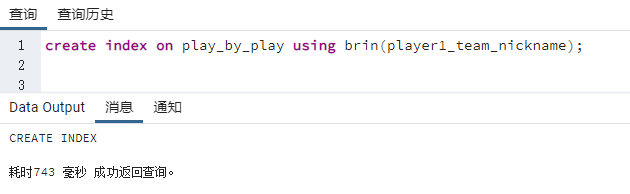 查询 查询历史
1 create index on play_by_play using brin(player1_team_nickname);
2
3
Data Output 消息 通知
CREATE INDEX
耗时743 毫秒 成功返回查询。